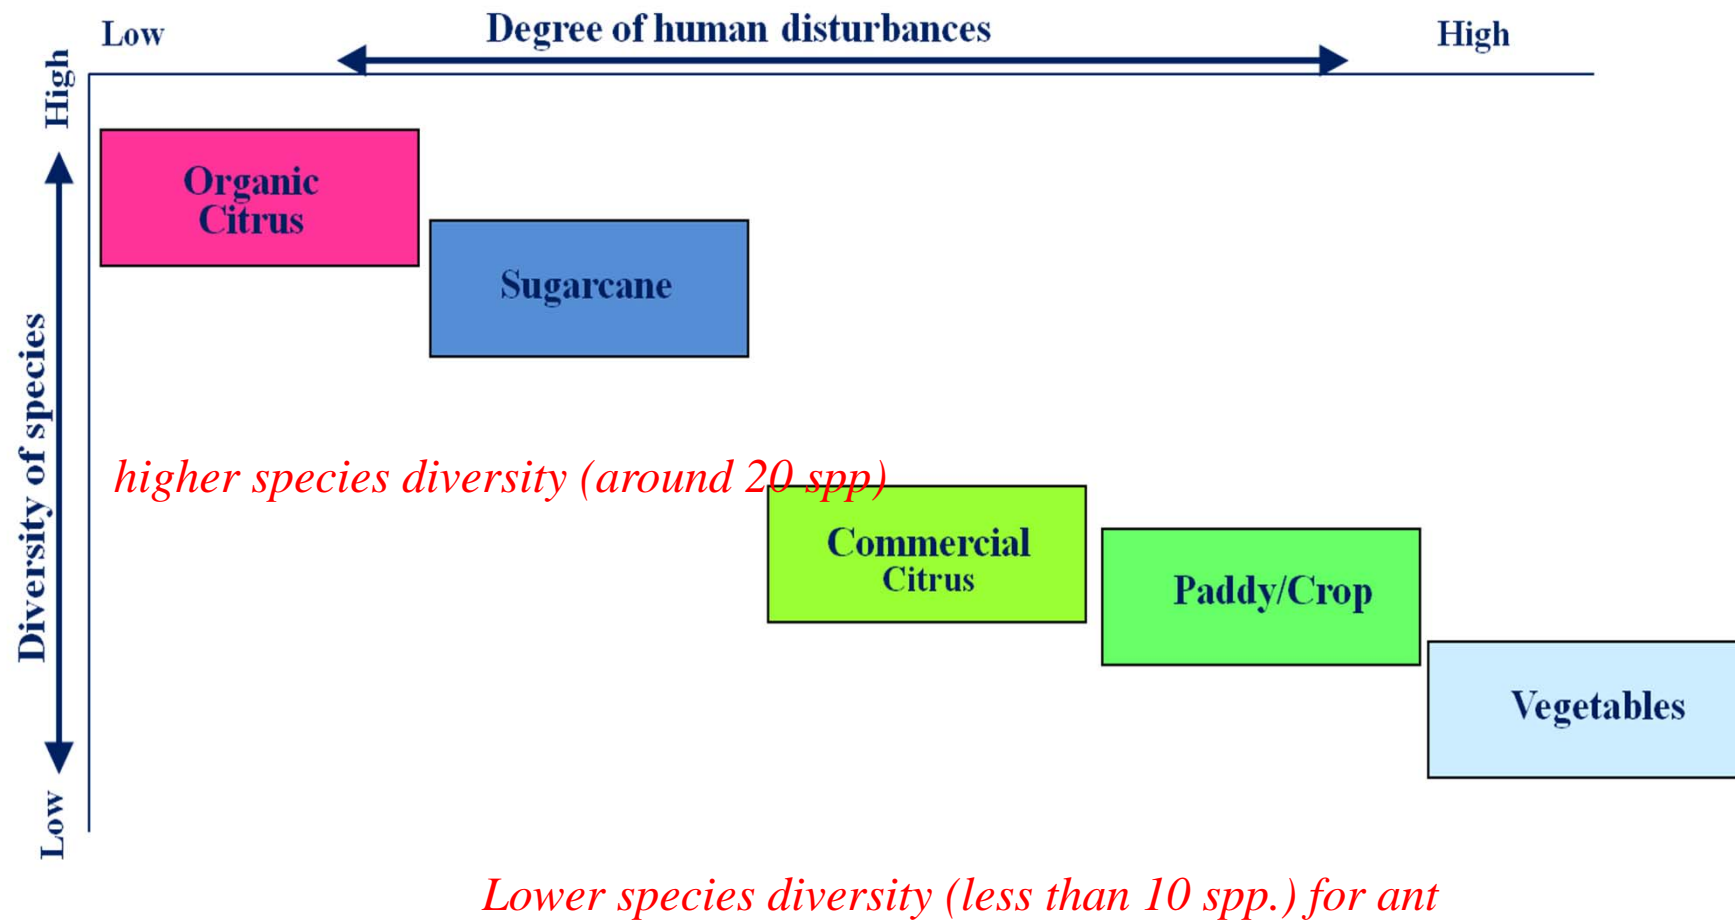 Low
Degree of human disturbances
High
High
Diversity of species
Low
Organic
Citrus
Sugarcane
higher species diversity (around 20 spp)
Commercial
Citrus
Paddy/Crop
Vegetables
Lower species diversity (less than 10 spp.) for ant